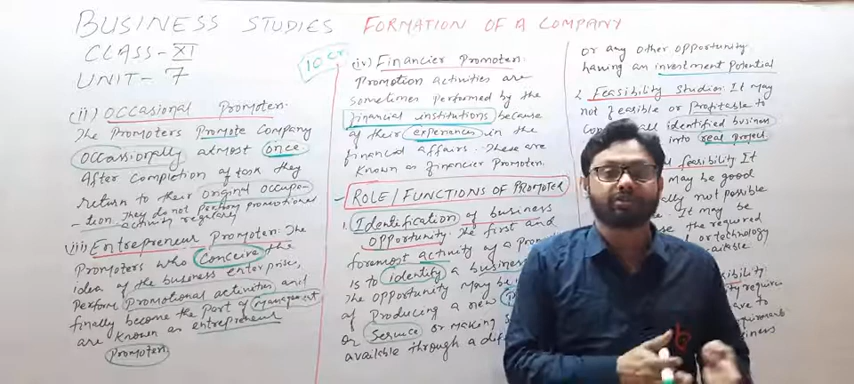 BUSINESS STUDIES FORMATION OF A COMPANY
CLASS-XI
UNIT-7
(ii) OCCASIONAL Promoter.
The Promoters Promote Company
occassionally atmost once.
After completion of task they
return to their original occupa-
-tion. They do not perform promotional
activity regularly
(iii) Entrepreneur Promoter: The
Promoters who conceive the
idea of the business enterprise,
Perform Promotional activities and
finally become the Part of management
are known as entrepreneur
Promoter.
10 Cr
(iv) Financier Promoter.
Promotion activities are
sometimes performed by the
financial institutions because
of their experiences in the
financial affairs. These are
known as financier Promoter.
ROLE/FUNCTIONS OF PROMOTER
1. Identification of business
opportunity. The first and
foremost activity of a
is to identify a
The opportunity may be
of Producing a new
or Service or making
available through a
or any other opportunity
having an investment potential
2. Feasibility Studies: It may
not feasible or Profitable to
all identified business
into real Project
feasibility It
may be good
not possible
It may be
the required
or technology